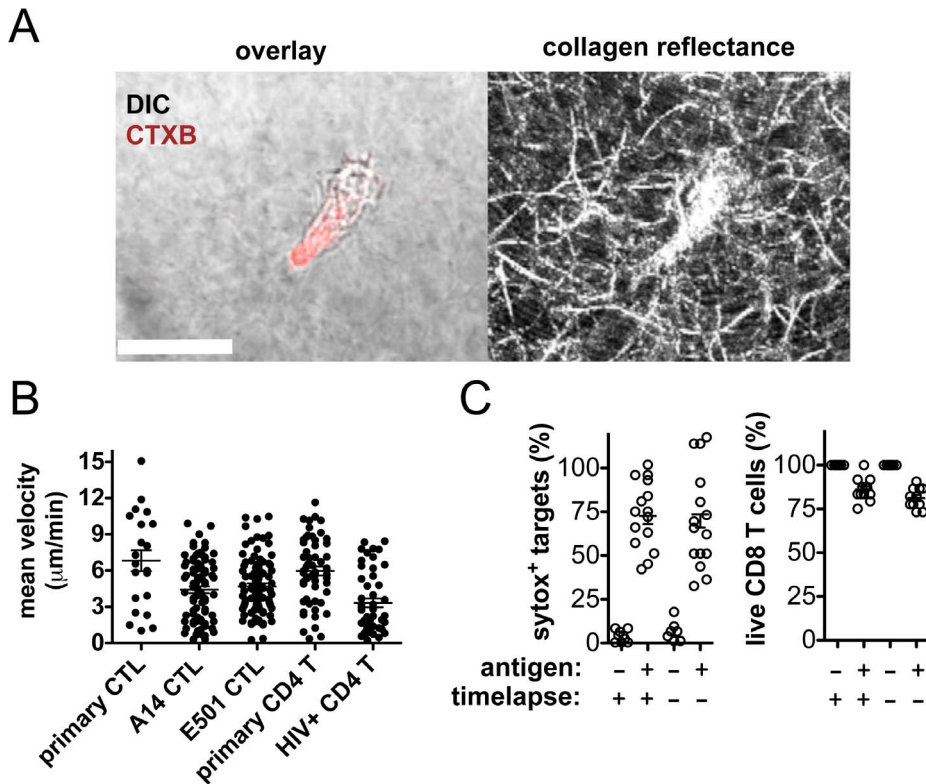 A
overlay
collagen reflectance
DIC
CTXB
B
mean velocity
(μm/min)
15
12
9
6
3
0
primary CTL
A14 CTL
E501 CTL
primary CD4 T
HIV+ CD4 T
C
sytox+ targets (%)
100
75
50
25
0
live CD8 T cells (%)
100
75
50
25
0
antigen: – + – + – + – +
timelapse: + + – – + + – –